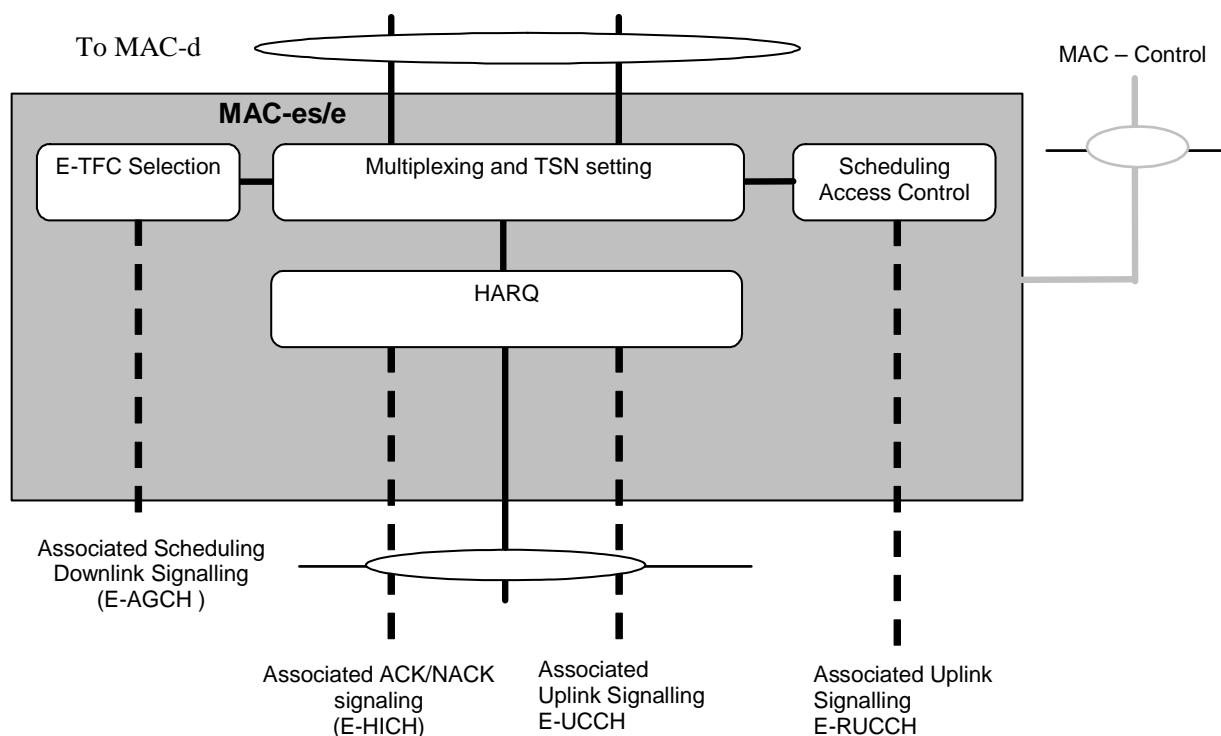 To MAC-d
MAC – Control
MAC-es/e
E-TFC Selection
Multiplexing and TSN setting
Scheduling
Access Control
HARQ
Associated Scheduling
Downlink Signalling
(E-AGCH )
Associated ACK/NACK
signaling
(E-HICH)
Associated
Uplink Signalling
E-UCCH
Associated Uplink
Signalling
E-RUCCH